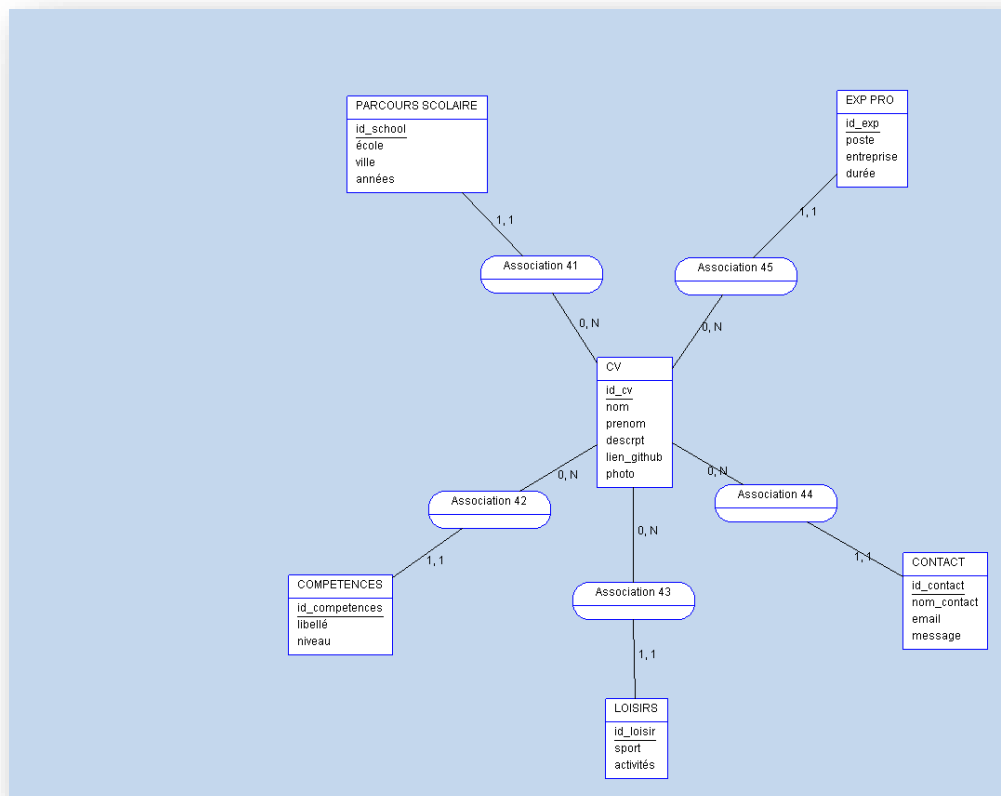 PARCOURS SCOLAIRE
id_school
école
ville
années
EXP PRO
id_exp
poste
entreprise
durée
1, 1
1, 1
Association 41
Association 45
0, N
0, N
CV
id_cv
nom
prenom
descrpt
lien_github
photo
0, N
0, N
Association 42
Association 44
0, N
1, 1
1, 1
COMPETENCES
id_competences
libellé
niveau
Association 43
CONTACT
id_contact
nom_contact
email
message
1, 1
LOISIRS
id_loisir
sport
activités